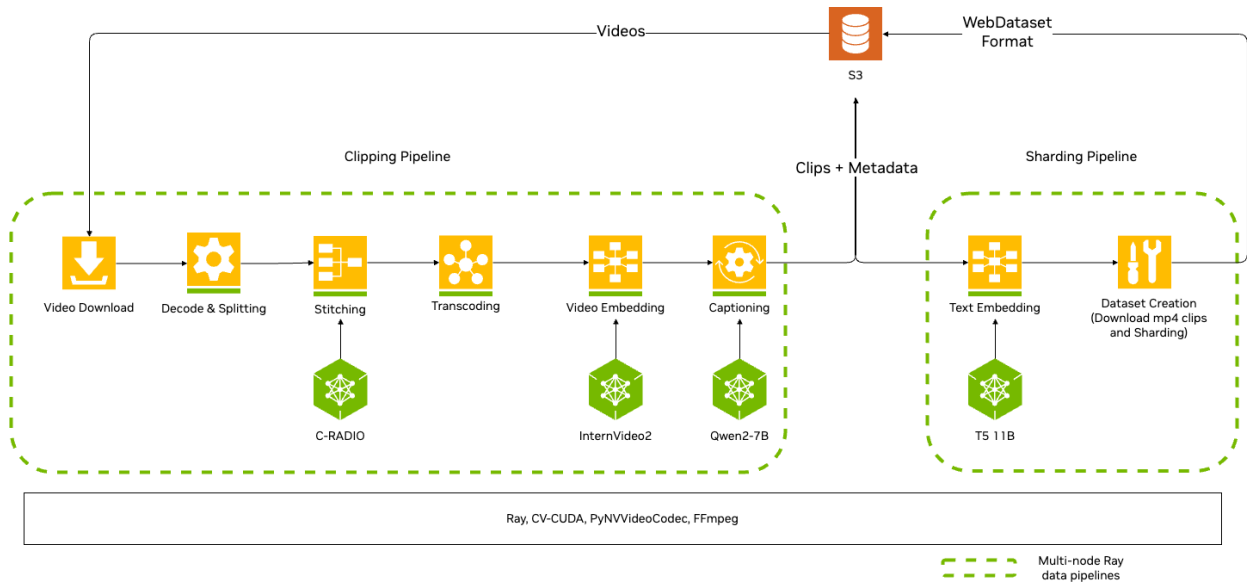 Videos
WebDataset
Format
S3
Clipping Pipeline
Clips + Metadata
Sharding Pipeline
Video Download
Decode & Splitting
Stitching
Transcoding
Video Embedding
Captioning
Text Embedding
Dataset Creation
(Download mp4 clips
and Sharding)
C-RADIO
InternVideo2
Qwen2-7B
T5 11B
Ray, CV-CUDA, PyNVVideoCodec, FFmpeg
Multi-node Ray
data pipelines